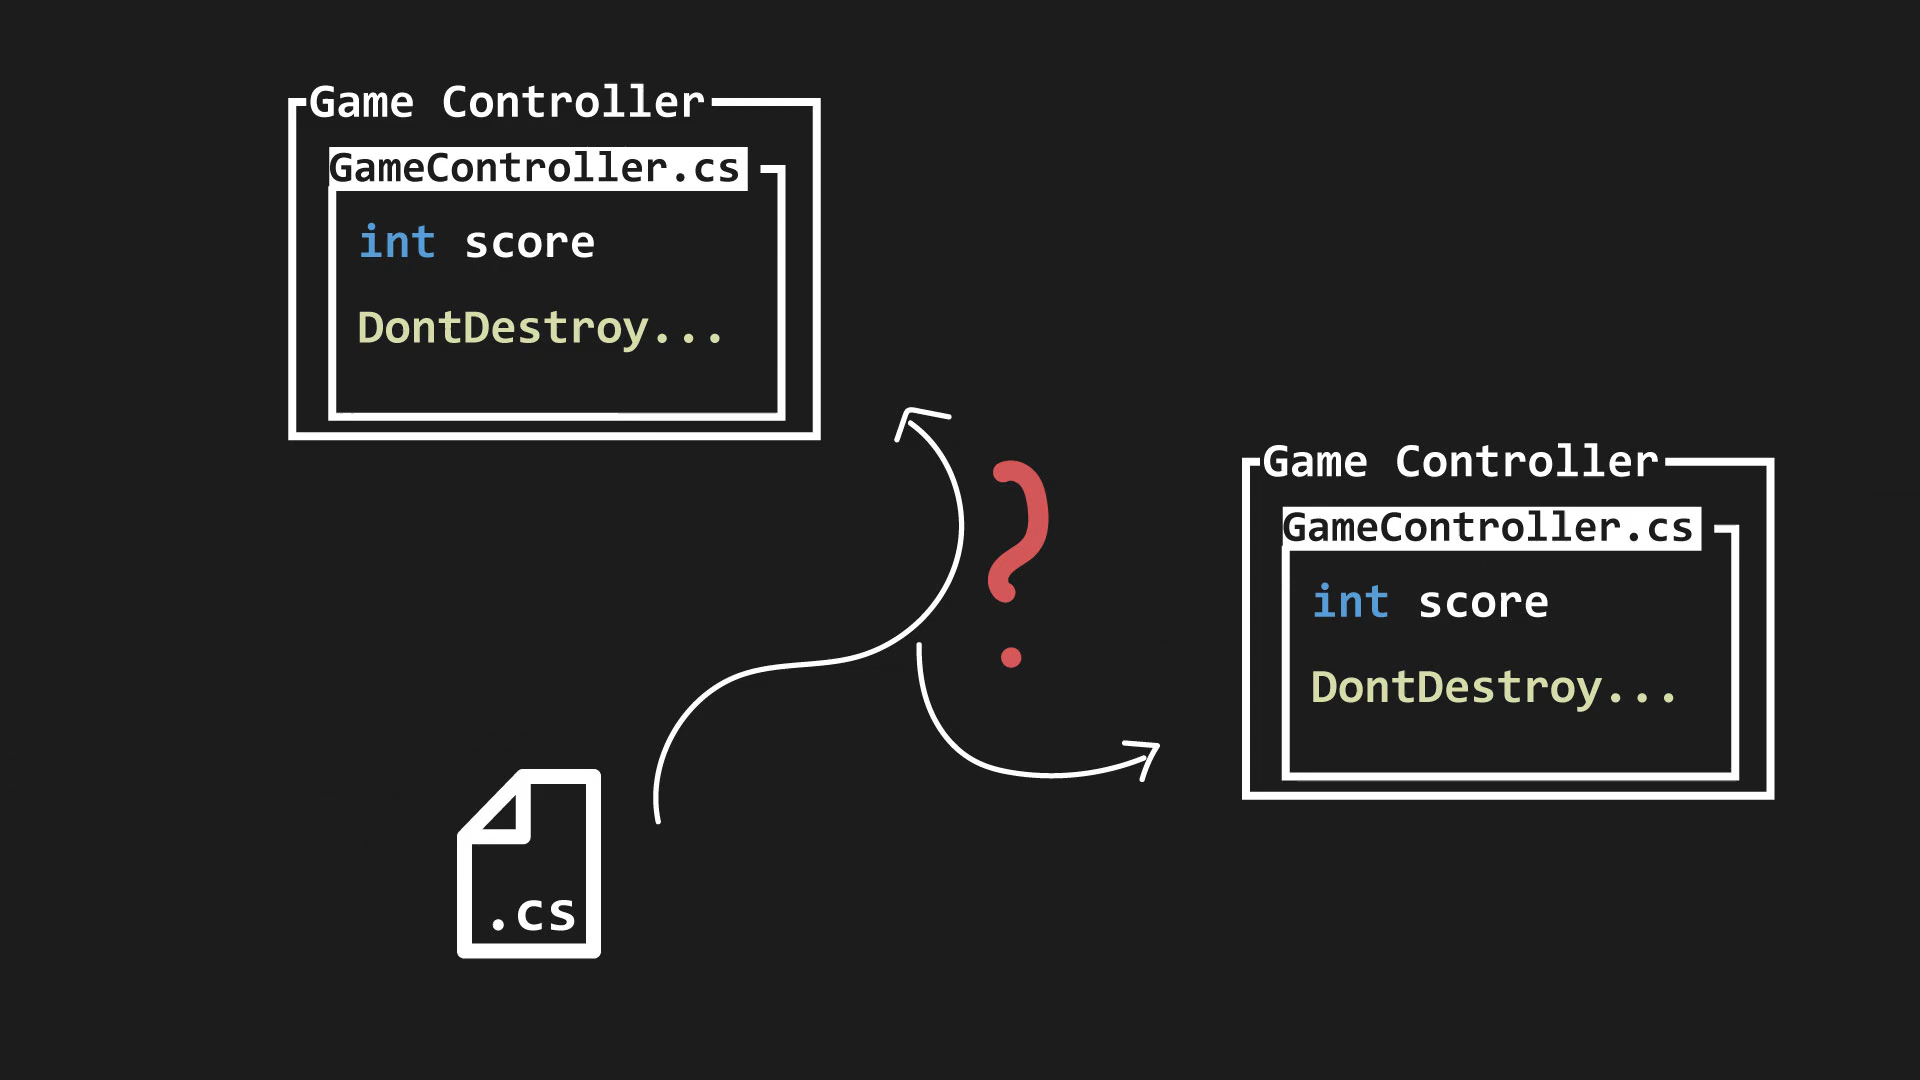 Game Controller
GameController.cs
int score
DontDestroy...
Game Controller
GameController.cs
int score
DontDestroy...
?
.cs